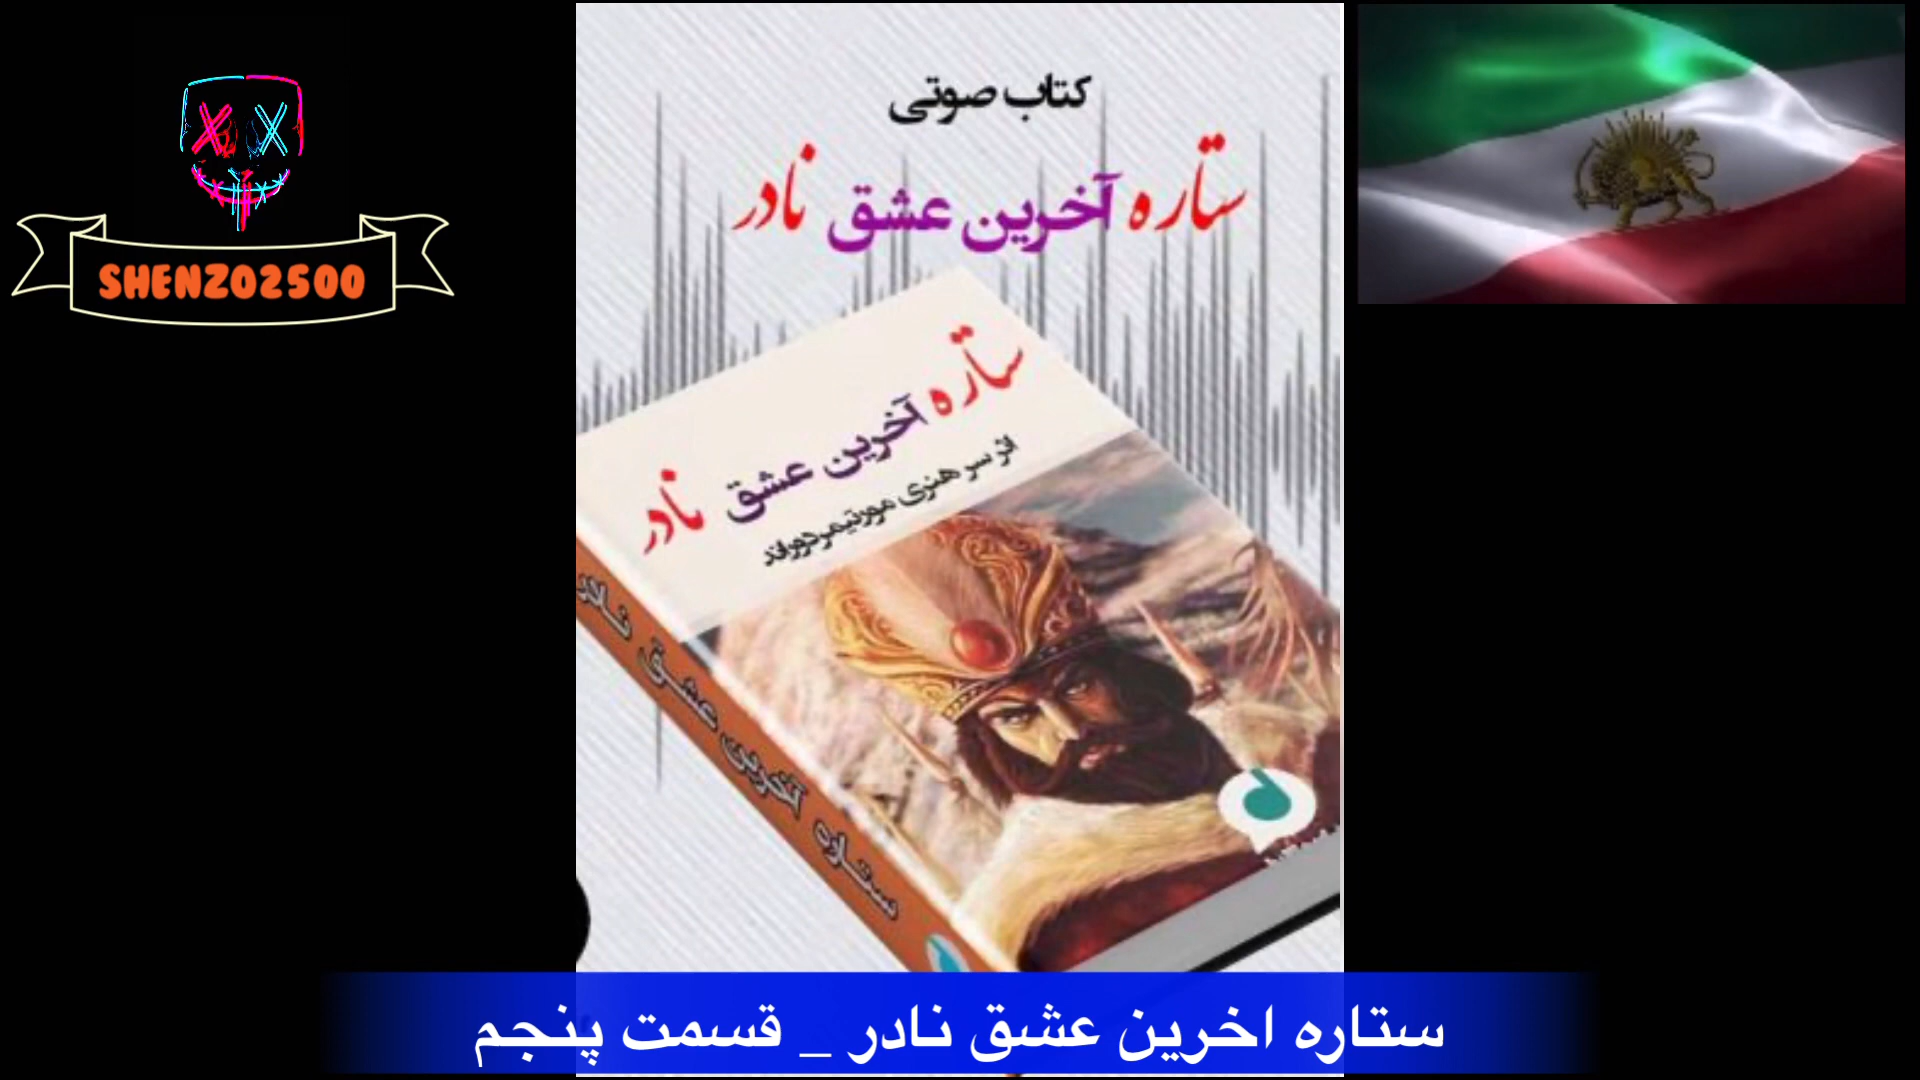 SHENZO2500
کتاب صوتی
ستاره آخرین عشق نادر
ستاره آخرین عشق نادر
اثر سر هنری مورتیمر دوراند
ستاره آخرین عشق نادر
ستاره اخرین عشق نادر _ قسمت پنجم